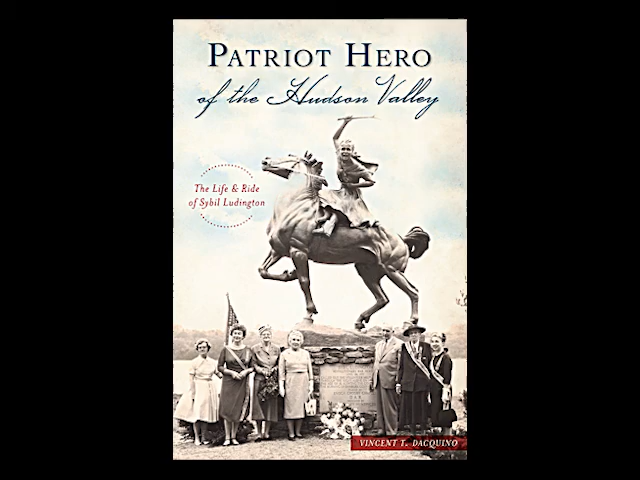 PATRIOT HERO
of the Hudson Valley
The Life & Ride
of Sybil Ludington
VINCENT T. DACQUINO